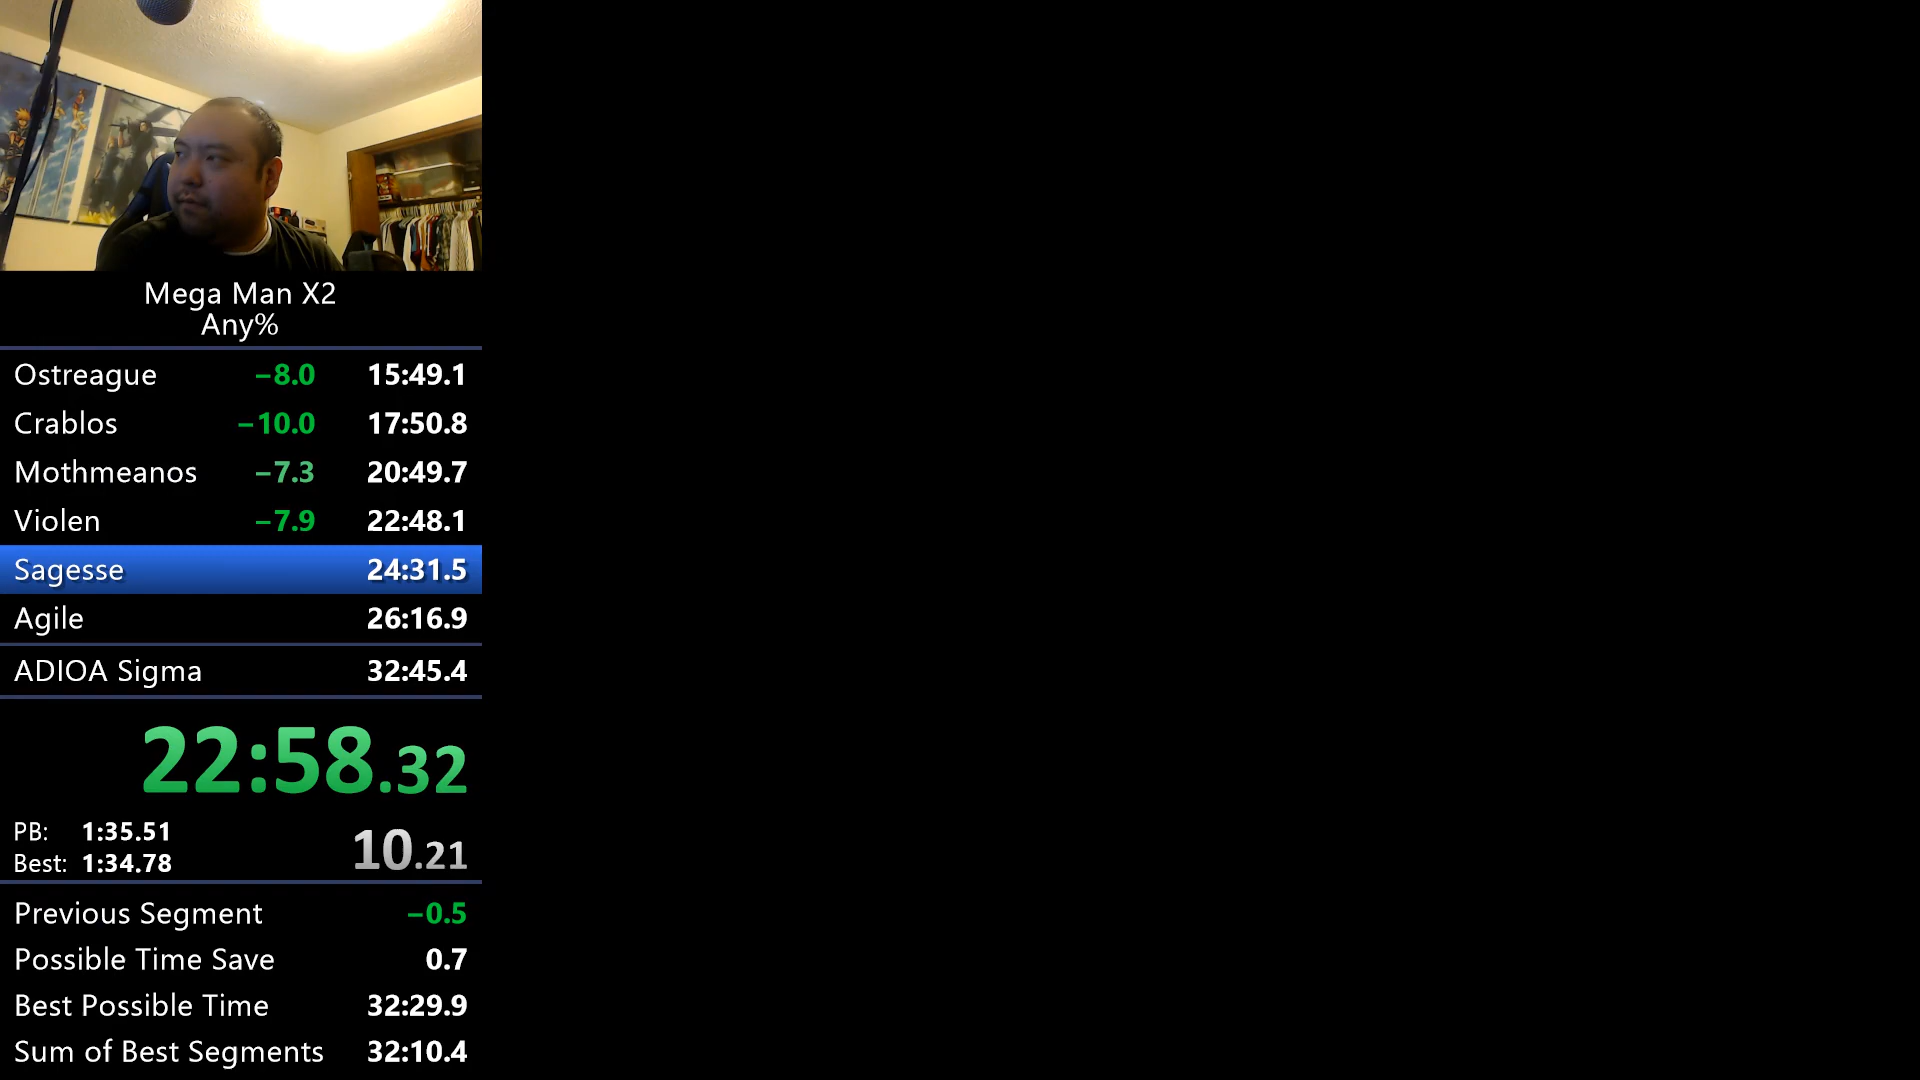 Mega Man X2
Any%
Ostreague −8.0 15:49.1
Crablos −10.0 17:50.8
Mothmeanos −7.3 20:49.7
Violen −7.9 22:48.1
Sagesse 24:31.5
Agile 26:16.9
ADIOA Sigma 32:45.4
22:58.32
PB: 1:35.51
Best: 1:34.78
10.21
Previous Segment −0.5
Possible Time Save 0.7
Best Possible Time 32:29.9
Sum of Best Segments 32:10.4